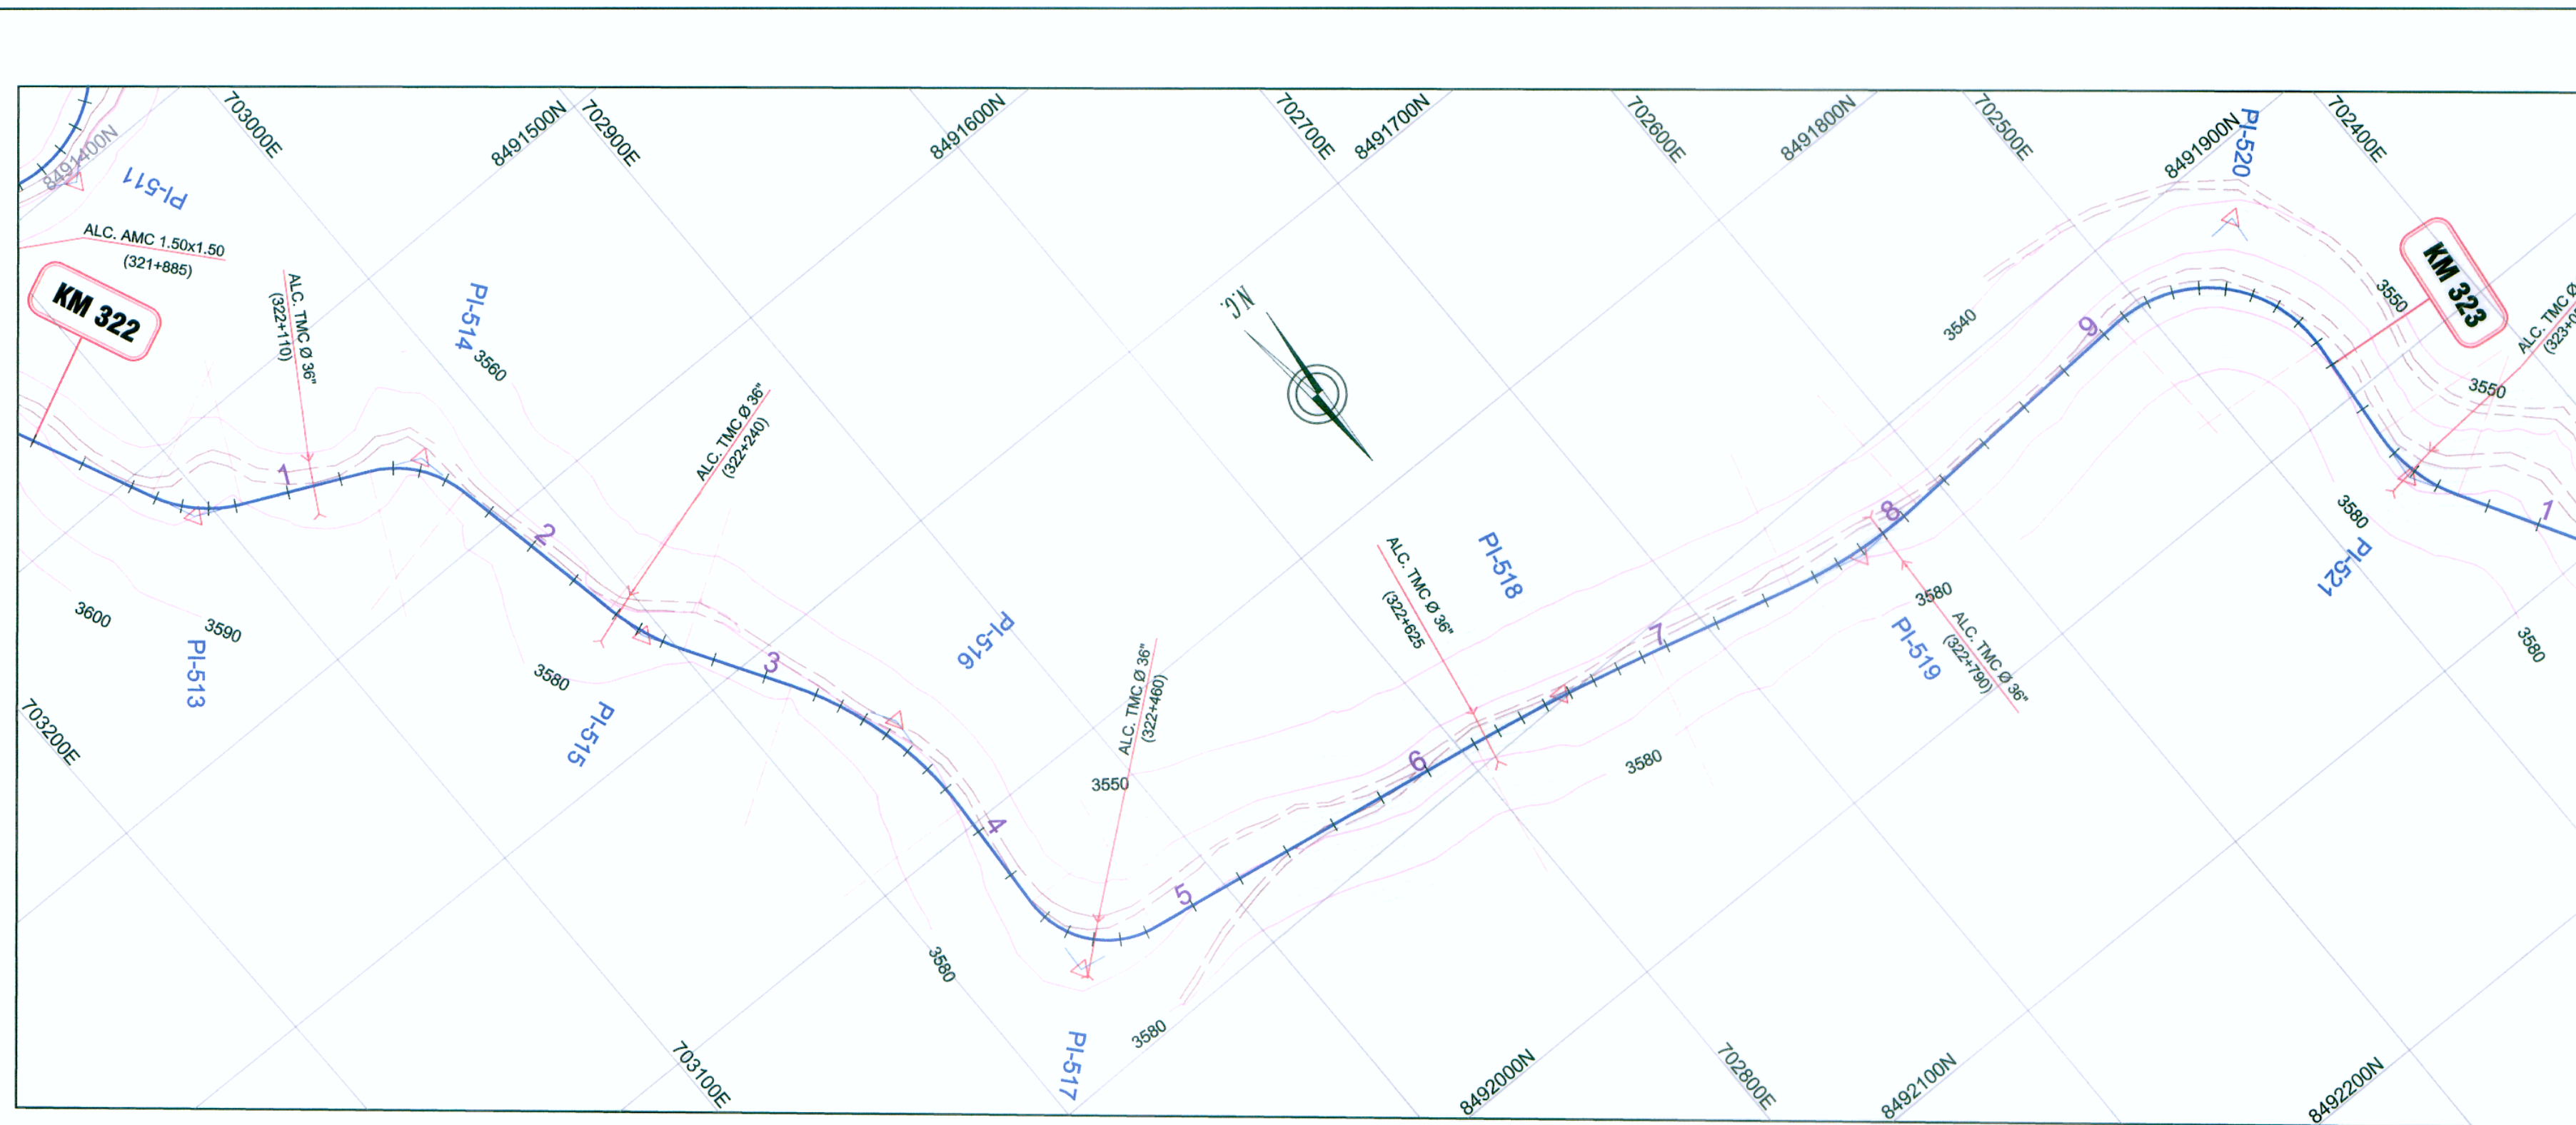 703000E
8491500N
702900E
8491600N
702700E
8491700N
702600E
8491800N
702500E
8491900N
PI-520
702400E
8491400N
PI-511
ALC. AMC 1.50x1.50
(321+885)
KM 322
ALC. TMC Ø 36"
(322+110)
PI-514
3560
N.G.
3540
3550
KM 323
3550
ALC. TMC Ø
ALC. TMC Ø 36"
(322+240)
1
2
3
4
5
6
7
8
9
1
3600
3590
PI-513
3580
PI-515
PI-516
ALC. TMC Ø 36"
(322+460)
3550
ALC. TMC Ø 36"
(322+625
PI-518
3580
PI-519
ALC. TMC Ø 36"
(322+790)
3580
PI-521
3580
3580
703200E
3580
3580
PI-517
703100E
8492000N
702800E
8492100N
8492200N